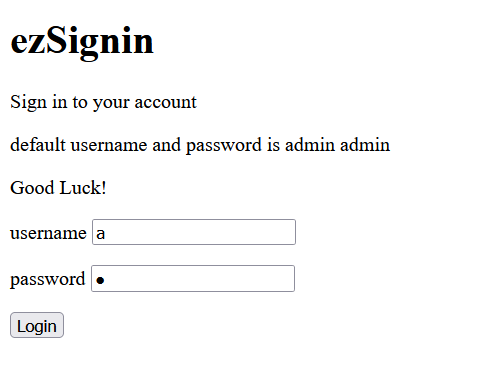 ezSignin
Sign in to your account
default username and password is admin admin
Good Luck!
username a
password ●
Login